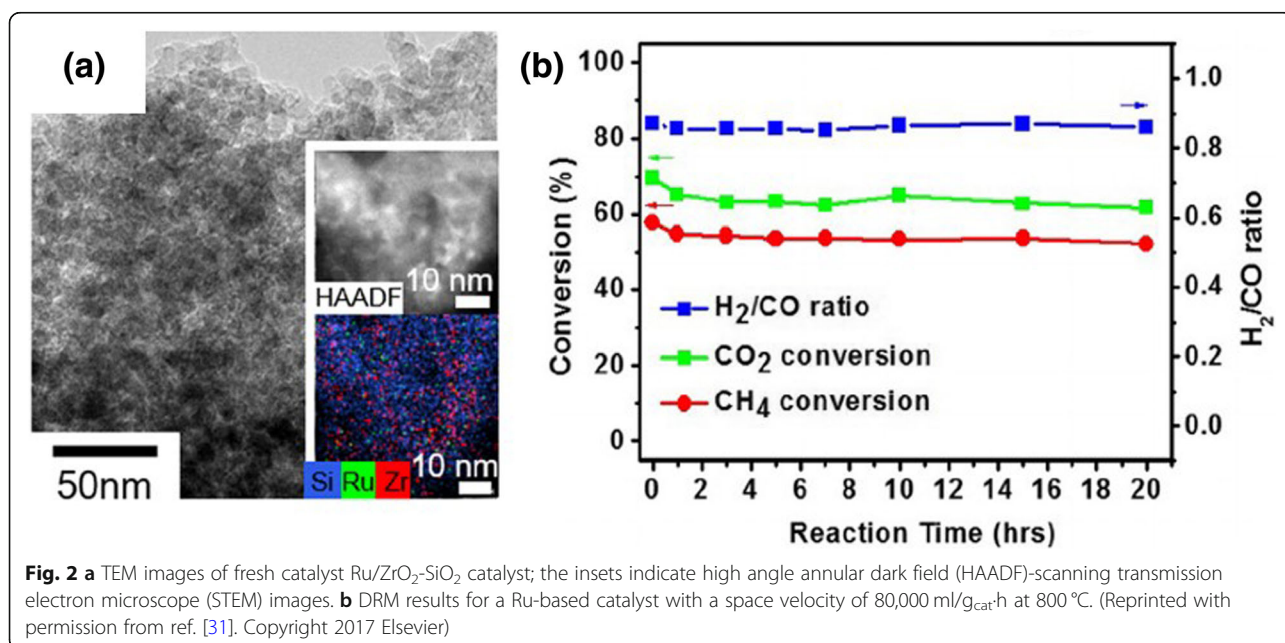 (a)
HAADF
10 nm
Si Ru Zr
10 nm
50nm
(b)
Conversion (%)
100
80
60
40
20
0
1.0
0.8
0.6
0.4
0.2
0.0
H₂/CO ratio
H₂/CO ratio
CO₂ conversion
CH₄ conversion
0 2 4 6 8 10 12 14 16 18 20
Reaction Time (hrs)
Fig. 2 a TEM images of fresh catalyst Ru/ZrO₂-SiO₂ catalyst; the insets indicate high angle annular dark field (HAADF)-scanning transmission
electron microscope (STEM) images. b DRM results for a Ru-based catalyst with a space velocity of 80,000 ml/g_cat·h at 800 °C. (Reprinted with
permission from ref. [31]. Copyright 2017 Elsevier)